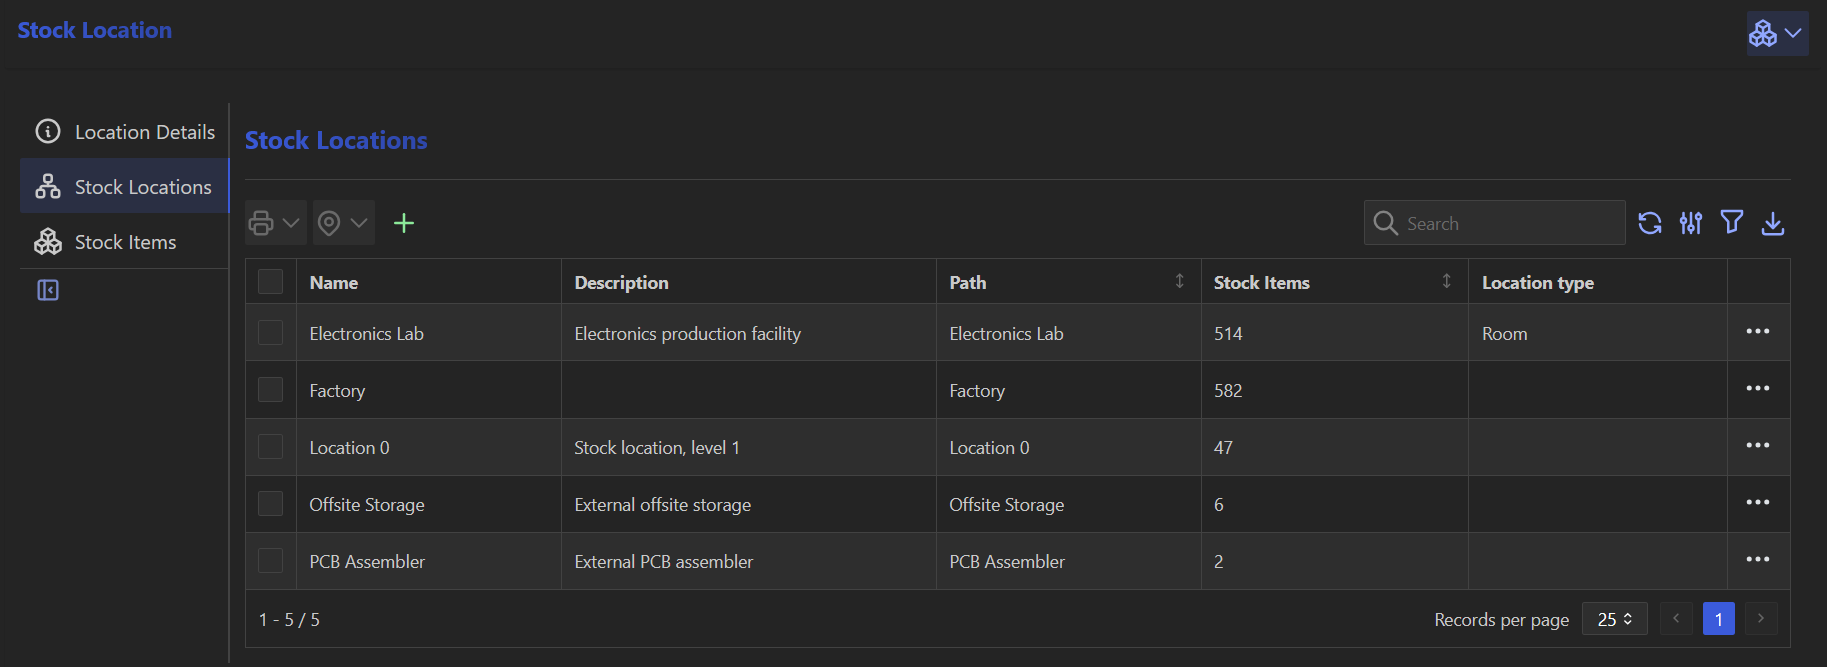 Stock Location
Location Details
Stock Locations
Stock Items
Stock Locations
Search
Name Description Path Stock Items Location type
Electronics Lab Electronics production facility Electronics Lab 514 Room
Factory Factory 582
Location 0 Stock location, level 1 Location 0 47
Offsite Storage External offsite storage Offsite Storage 6
PCB Assembler External PCB assembler PCB Assembler 2
1 - 5 / 5 Records per page 25 1